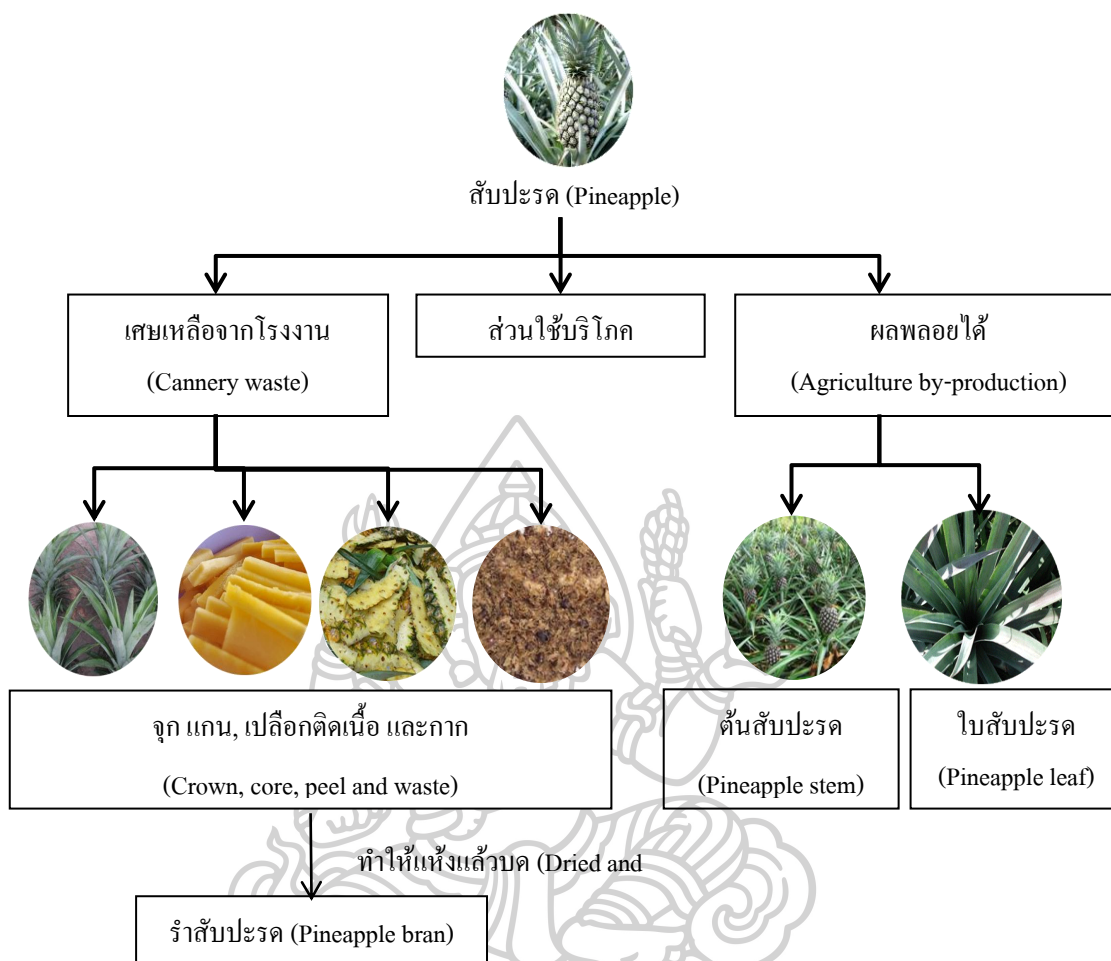 สับปะรด (Pineapple)
เศษเหลือจากโรงงาน
(Cannery waste)
ส่วนใช้บริโภค
ผลพลอยได้
(Agriculture by-production)
จุก แกน, เปลือกติดเนื้อ และกาก
(Crown, core, peel and waste)
ต้นสับปะรด
(Pineapple stem)
ใบสับปะรด
(Pineapple leaf)
ทำให้แห้งแล้วบด (Dried and
รำสับปะรด (Pineapple bran)